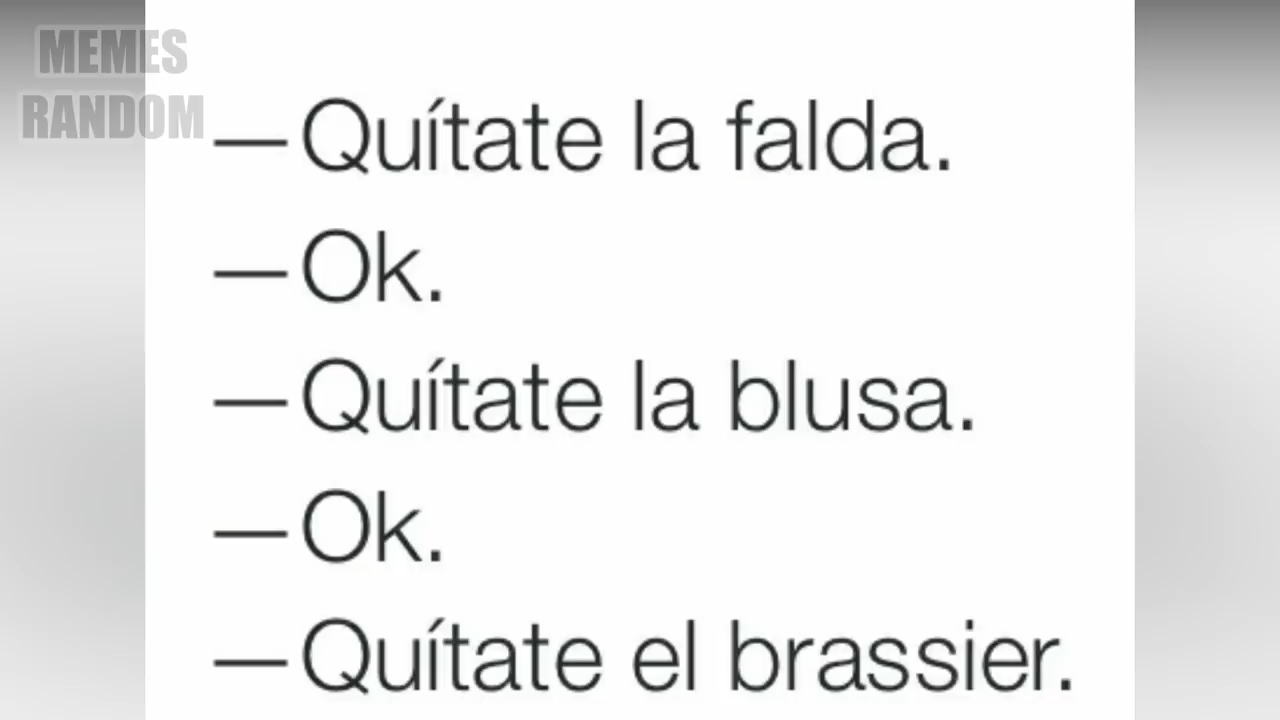 MEMES
RANDOM
—Quítate la falda.
—Ok.
—Quítate la blusa.
—Ok.
—Quítate el brassier.